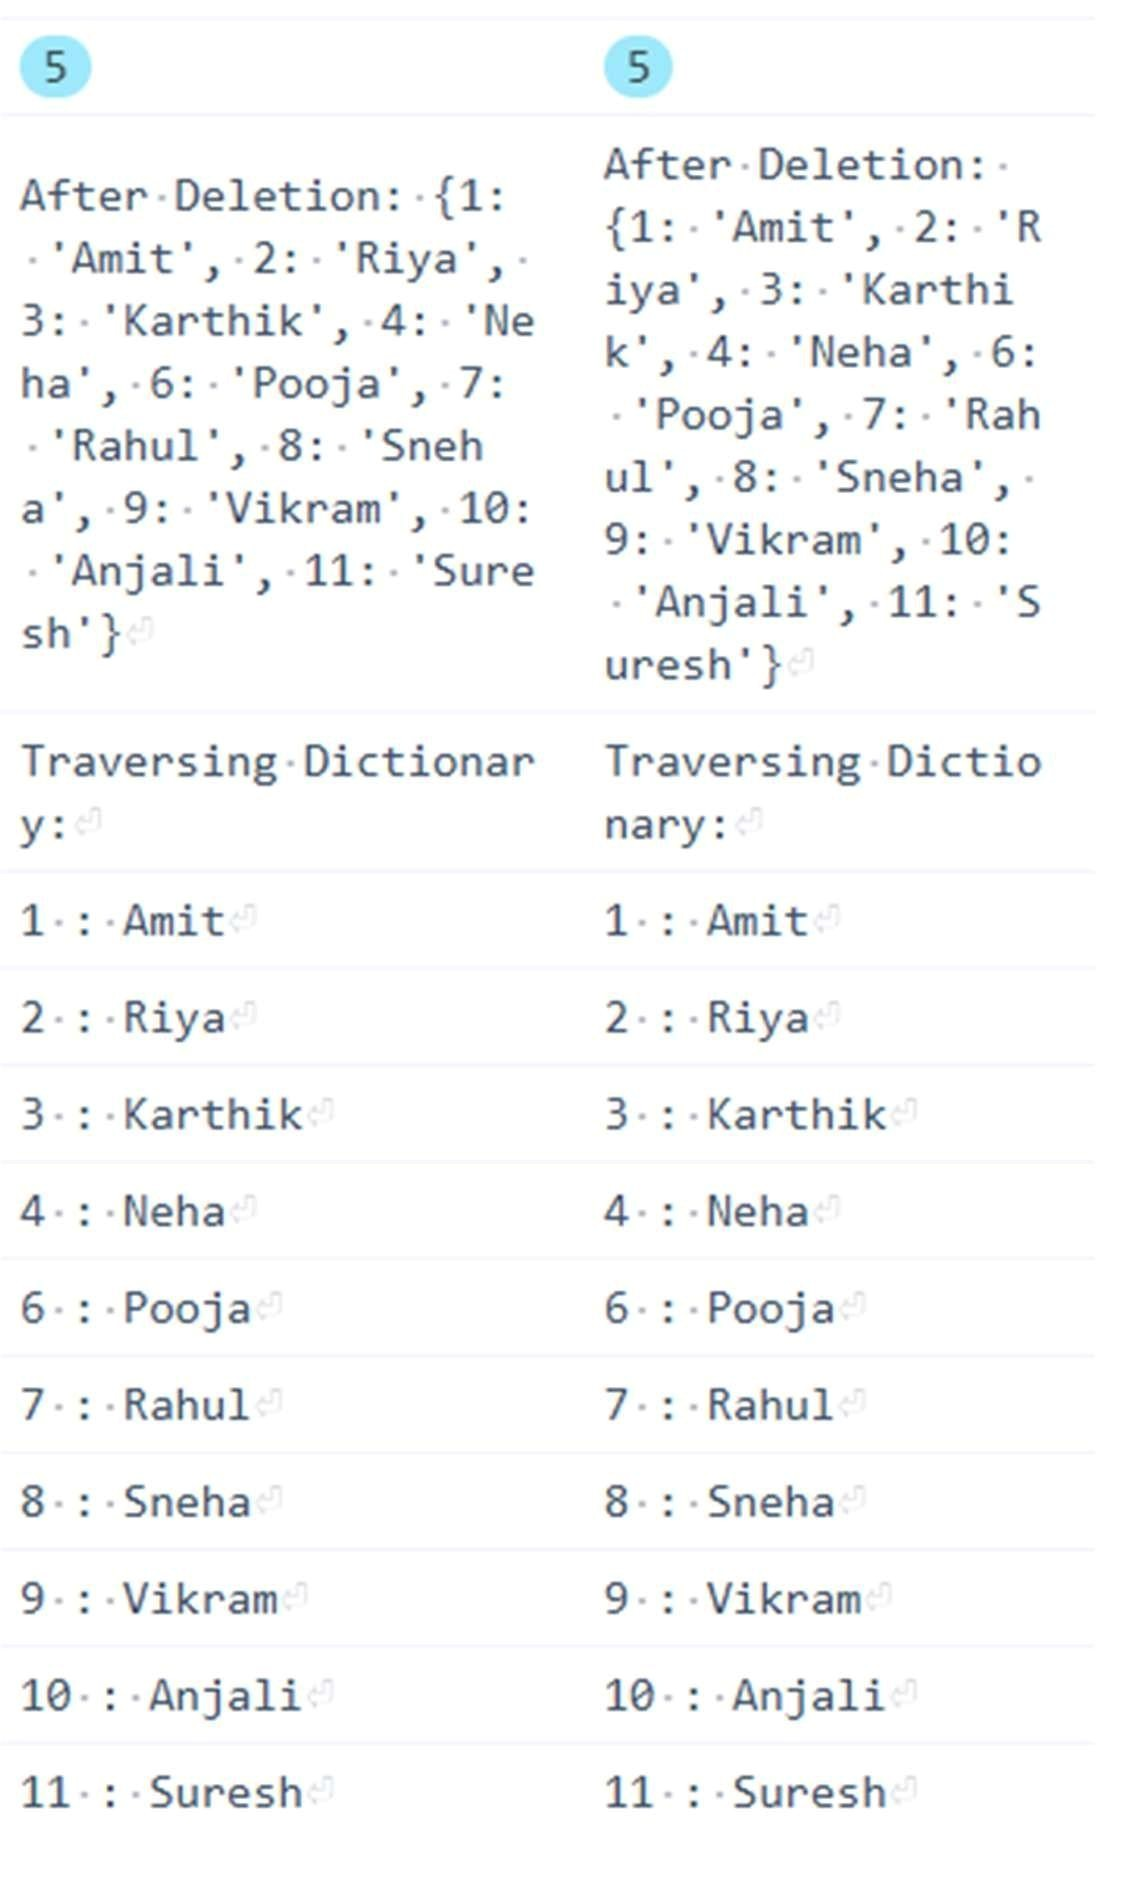 5
5
After Deletion: {1:
'Amit', 2: 'Riya',
3: 'Karthik', 4: 'Ne
ha', 6: 'Pooja', 7:
'Rahul', 8: 'Sneh
a', 9: 'Vikram', 10:
'Anjali', 11: 'Sure
sh'}
After Deletion:
{1: 'Amit', 2: 'R
iya', 3: 'Karthi
k', 4: 'Neha', 6:
'Pooja', 7: 'Rah
ul', 8: 'Sneha',
9: 'Vikram', 10:
'Anjali', 11: 'S
uresh'}
Traversing Dictionar
y:
Traversing Dictio
nary:
1 : Amit
1 : Amit
2 : Riya
2 : Riya
3 : Karthik
3 : Karthik
4 : Neha
4 : Neha
6 : Pooja
6 : Pooja
7 : Rahul
7 : Rahul
8 : Sneha
8 : Sneha
9 : Vikram
9 : Vikram
10 : Anjali
10 : Anjali
11 : Suresh
11 : Suresh